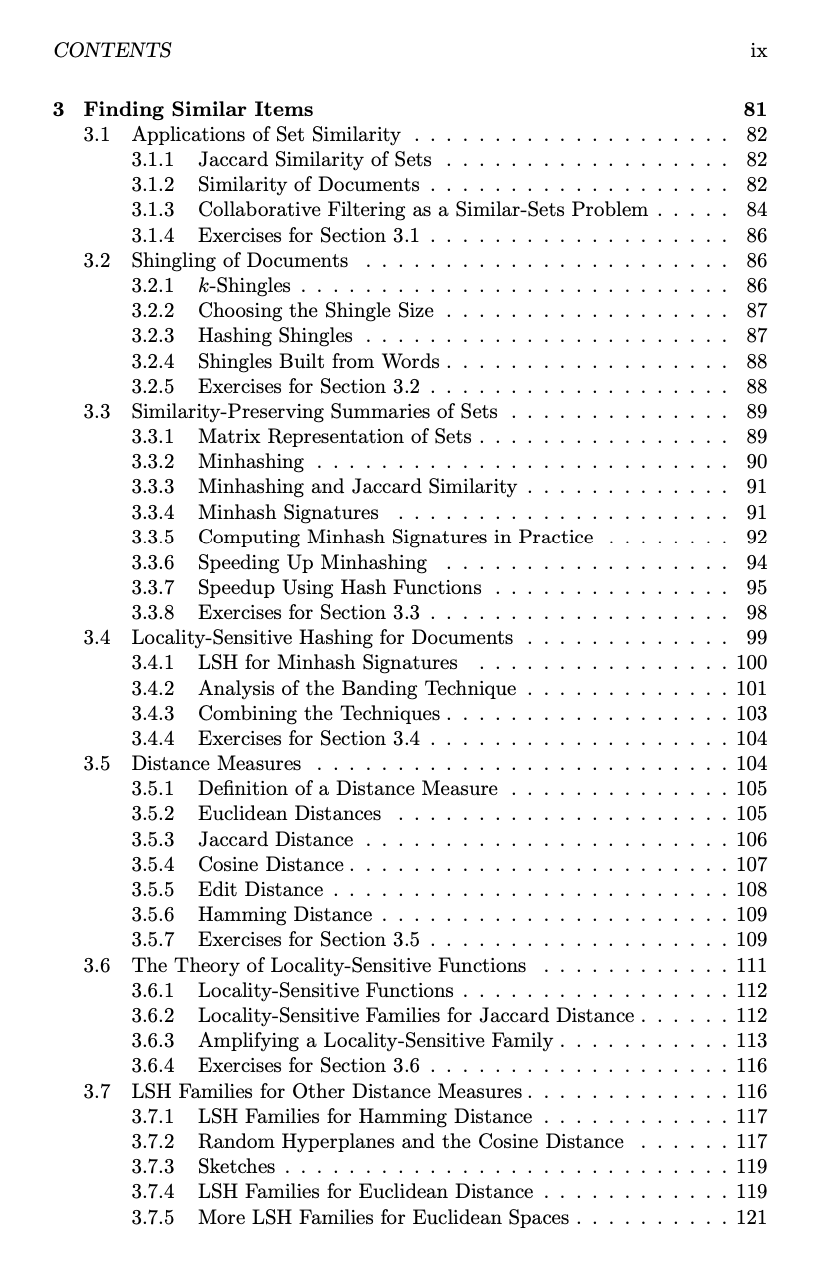 CONTENTS ix
3 Finding Similar Items 81
3.1 Applications of Set Similarity . . . . . . . . . . . . . . . . . . . . 82
3.1.1 Jaccard Similarity of Sets . . . . . . . . . . . . . . . . . . 82
3.1.2 Similarity of Documents . . . . . . . . . . . . . . . . . . . 82
3.1.3 Collaborative Filtering as a Similar-Sets Problem . . . . . 84
3.1.4 Exercises for Section 3.1 . . . . . . . . . . . . . . . . . . . 86
3.2 Shingling of Documents . . . . . . . . . . . . . . . . . . . . . . . 86
3.2.1 k-Shingles . . . . . . . . . . . . . . . . . . . . . . . . . . . 86
3.2.2 Choosing the Shingle Size . . . . . . . . . . . . . . . . . . 87
3.2.3 Hashing Shingles . . . . . . . . . . . . . . . . . . . . . . . 87
3.2.4 Shingles Built from Words . . . . . . . . . . . . . . . . . . 88
3.2.5 Exercises for Section 3.2 . . . . . . . . . . . . . . . . . . . 88
3.3 Similarity-Preserving Summaries of Sets . . . . . . . . . . . . . . 89
3.3.1 Matrix Representation of Sets . . . . . . . . . . . . . . . . 89
3.3.2 Minhashing . . . . . . . . . . . . . . . . . . . . . . . . . . 90
3.3.3 Minhashing and Jaccard Similarity . . . . . . . . . . . . . 91
3.3.4 Minhash Signatures . . . . . . . . . . . . . . . . . . . . . 91
3.3.5 Computing Minhash Signatures in Practice . . . . . . . . 92
3.3.6 Speeding Up Minhashing . . . . . . . . . . . . . . . . . . 94
3.3.7 Speedup Using Hash Functions . . . . . . . . . . . . . . . 95
3.3.8 Exercises for Section 3.3 . . . . . . . . . . . . . . . . . . . 98
3.4 Locality-Sensitive Hashing for Documents . . . . . . . . . . . . . 99
3.4.1 LSH for Minhash Signatures . . . . . . . . . . . . . . . . 100
3.4.2 Analysis of the Banding Technique . . . . . . . . . . . . . 101
3.4.3 Combining the Techniques . . . . . . . . . . . . . . . . . . 103
3.4.4 Exercises for Section 3.4 . . . . . . . . . . . . . . . . . . . 104
3.5 Distance Measures . . . . . . . . . . . . . . . . . . . . . . . . . . 104
3.5.1 Definition of a Distance Measure . . . . . . . . . . . . . . 105
3.5.2 Euclidean Distances . . . . . . . . . . . . . . . . . . . . . 105
3.5.3 Jaccard Distance . . . . . . . . . . . . . . . . . . . . . . . 106
3.5.4 Cosine Distance . . . . . . . . . . . . . . . . . . . . . . . . 107
3.5.5 Edit Distance . . . . . . . . . . . . . . . . . . . . . . . . . 108
3.5.6 Hamming Distance . . . . . . . . . . . . . . . . . . . . . . 109
3.5.7 Exercises for Section 3.5 . . . . . . . . . . . . . . . . . . . 109
3.6 The Theory of Locality-Sensitive Functions . . . . . . . . . . . . 111
3.6.1 Locality-Sensitive Functions . . . . . . . . . . . . . . . . . 112
3.6.2 Locality-Sensitive Families for Jaccard Distance . . . . . . 112
3.6.3 Amplifying a Locality-Sensitive Family . . . . . . . . . . . 113
3.6.4 Exercises for Section 3.6 . . . . . . . . . . . . . . . . . . . 116
3.7 LSH Families for Other Distance Measures . . . . . . . . . . . . . 116
3.7.1 LSH Families for Hamming Distance . . . . . . . . . . . . 117
3.7.2 Random Hyperplanes and the Cosine Distance . . . . . . 117
3.7.3 Sketches . . . . . . . . . . . . . . . . . . . . . . . . . . . . 119
3.7.4 LSH Families for Euclidean Distance . . . . . . . . . . . . 119
3.7.5 More LSH Families for Euclidean Spaces . . . . . . . . . . 121